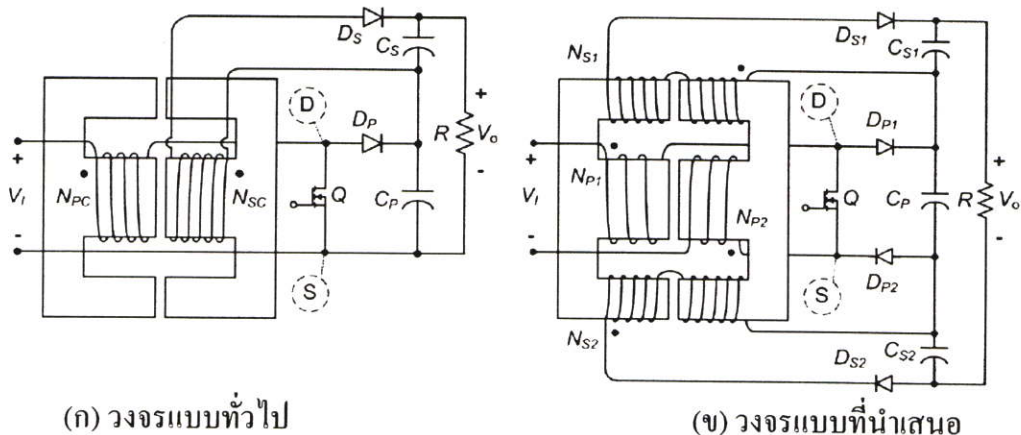 D_S
C_S
D
D_P
R
V_o
+
-
+
V_I
-
N_PC
N_SC
Q
C_P
S
(ก) วงจรแบบทั่วไป
N_S1
D_S1
C_S1
D
D_P1
+
V_I
-
N_P1
N_P2
Q
C_P
R
+
V_o
-
S
D_P2
N_S2
D_S2
C_S2
(ข) วงจรแบบที่นำเสนอ